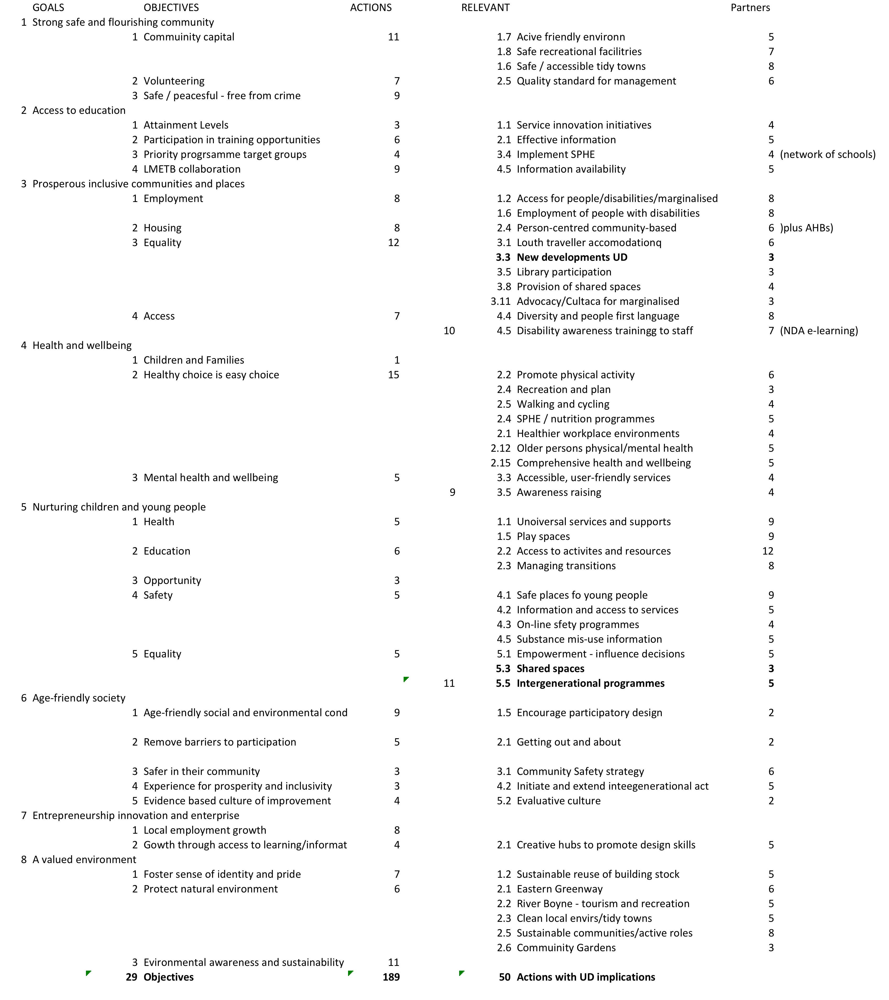 GOALS OBJECTIVES ACTIONS RELEVANT Partners
1 Strong safe and flourishing community
1 Commuinity capital 11 1.7 Acive friendly environn 5
1.8 Safe recreational facilitries 7
1.6 Safe / accessible tidy towns 8
2 Volunteering 7 2.5 Quality standard for management 6
3 Safe / peacesful - free from crime 9
2 Access to education
1 Attainment Levels 3 1.1 Service innovation initiatives 4
2 Participation in training opportunities 6 2.1 Effective information 5
3 Priority progrsamme target groups 4 3.4 Implement SPHE 4 (network of schools)
4 LMETB collaboration 9 4.5 Information availability 5
3 Prosperous inclusive communities and places
1 Employment 8 1.2 Access for people/disabilities/marginalised 8
1.6 Employment of people with disabilities 8
2 Housing 8 2.4 Person-centred community-based 6 )plus AHBs)
3 Equality 12 3.1 Louth traveller accomodationq 6
3.3 New developments UD 3
3.5 Library participation 3
3.8 Provision of shared spaces 4
3.11 Advocacy/Cultaca for marginalised 3
4 Access 7 4.4 Diversity and people first language 8
10 4.5 Disability awareness trainingg to staff 7 (NDA e-learning)
4 Health and wellbeing
1 Children and Families 1
2 Healthy choice is easy choice 15 2.2 Promote physical activity 6
2.4 Recreation and plan 3
2.5 Walking and cycling 4
2.4 SPHE / nutrition programmes 5
2.1 Healthier workplace environments 4
2.12 Older persons physical/mental health 5
2.15 Comprehensive health and wellbeing 5
3 Mental health and wellbeing 5 3.3 Accessible, user-friendly services 4
9 3.5 Awareness raising 4
5 Nurturing children and young people
1 Health 5 1.1 Unoiversal services and supports 9
1.5 Play spaces 9
2 Education 6 2.2 Access to activites and resources 12
2.3 Managing transitions 8
3 Opportunity 3
4 Safety 5 4.1 Safe places fo young people 9
4.2 Information and access to services 5
4.3 On-line sfety programmes 4
4.5 Substance mis-use information 5
5 Equality 5 5.1 Empowerment - influence decisions 5
5.3 Shared spaces 3
11 5.5 Intergenerational programmes 5
6 Age-friendly society
1 Age-friendly social and environmental cond 9 1.5 Encourage participatory design 2
2 Remove barriers to participation 5 2.1 Getting out and about 2
3 Safer in their community 3 3.1 Community Safety strategy 6
4 Experience for prosperity and inclusivity 3 4.2 Initiate and extend inteegenerational act 5
5 Evidence based culture of improvement 4 5.2 Evaluative culture 2
7 Entrepreneurship innovation and enterprise
1 Local employment growth 8
2 Gowth through access to learning/informat 4 2.1 Creative hubs to promote design skills 5
8 A valued environment
1 Foster sense of identity and pride 7 1.2 Sustainable reuse of building stock 5
2 Protect natural environment 6 2.1 Eastern Greenway 6
2.2 River Boyne - tourism and recreation 5
2.3 Clean local envirs/tidy towns 5
2.5 Sustainable communities/active roles 8
2.6 Commuinity Gardens 3
3 Evironmental awareness and sustainability 11
29 Objectives 189 50 Actions with UD implications